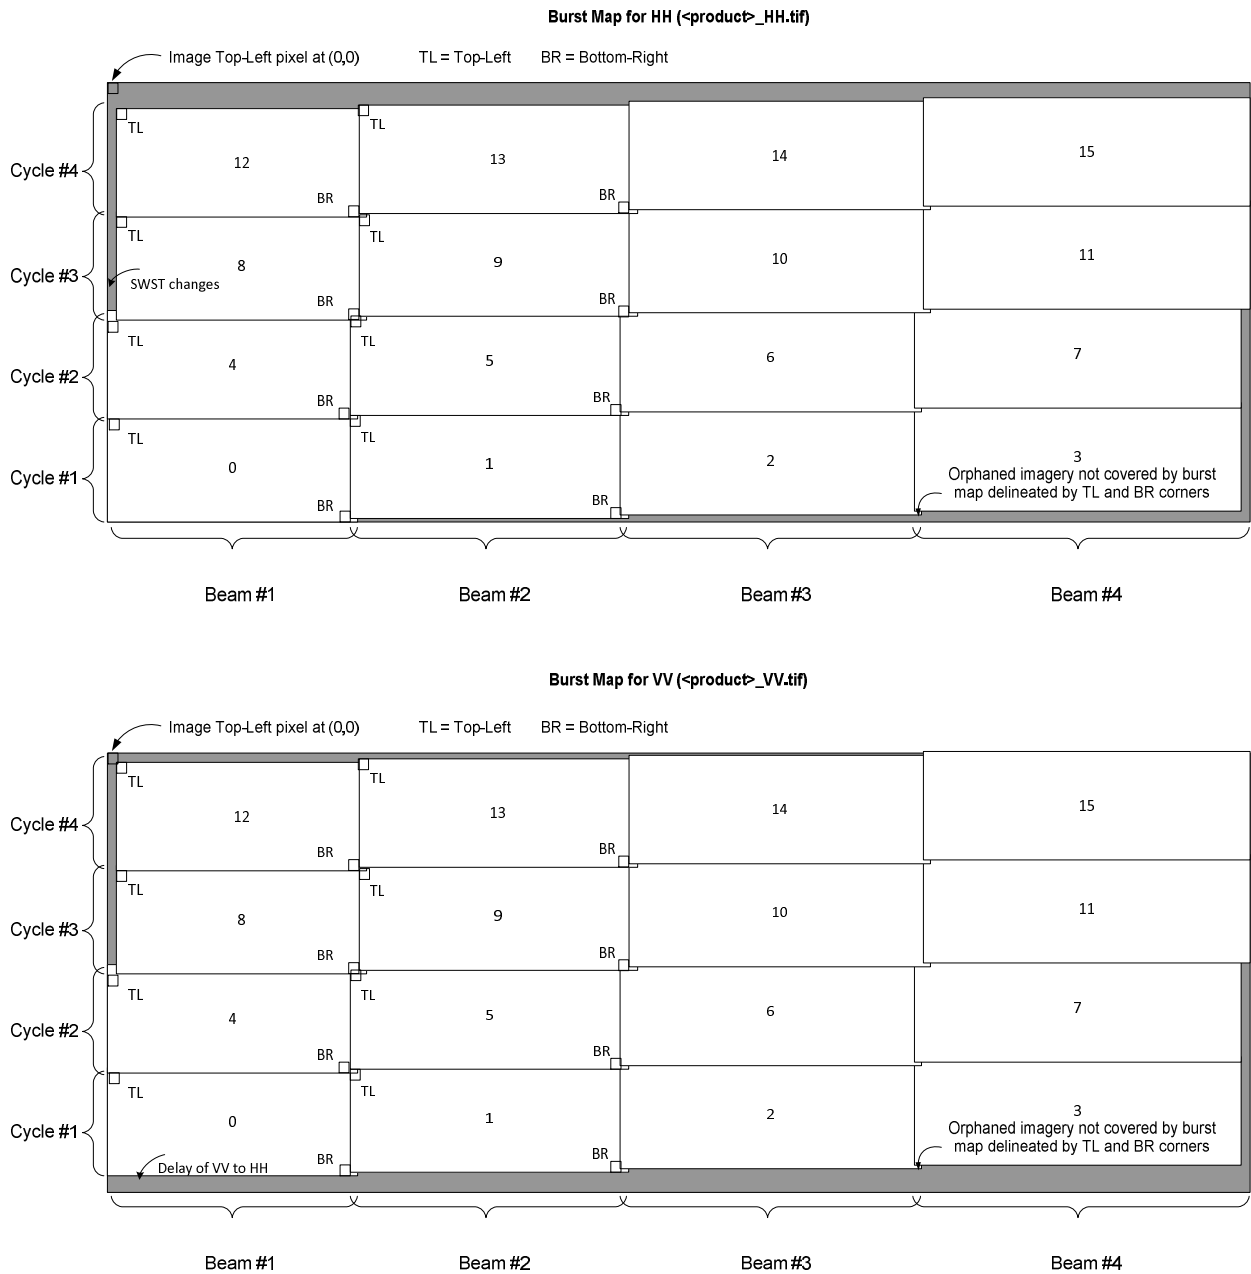 Burst Map for HH (<product>_HH.tif)
Image Top-Left pixel at (0,0) TL = Top-Left BR = Bottom-Right
TL
TL
Cycle #4
12
13
14
15
BR
BR
TL
TL
Cycle #3
8
9
10
11
SWST changes
BR
BR
TL
TL
Cycle #2
4
5
6
7
BR
BR
TL
TL
Cycle #1
0
1
2
3
Orphaned imagery not covered by burst
map delineated by TL and BR corners
BR
BR
Beam #1 Beam #2 Beam #3 Beam #4
Burst Map for VV (<product>_VV.tif)
Image Top-Left pixel at (0,0) TL = Top-Left BR = Bottom-Right
TL
TL
Cycle #4
12
13
14
15
BR
BR
TL
TL
Cycle #3
8
9
10
11
BR
BR
TL
TL
Cycle #2
4
5
6
7
BR
BR
TL
TL
Cycle #1
0
1
2
3
Orphaned imagery not covered by burst
map delineated by TL and BR corners
BR
BR
Delay of VV to HH
Beam #1 Beam #2 Beam #3 Beam #4